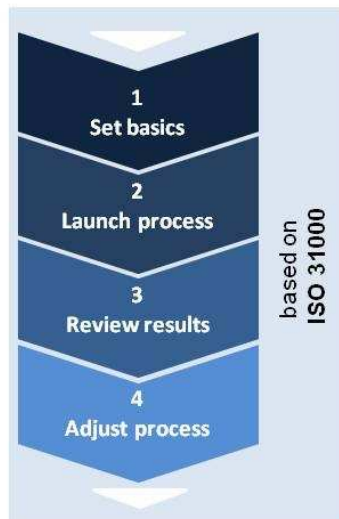 1
Set basics
2
Launch process
3
Review results
4
Adjust process
based on
ISO 31000